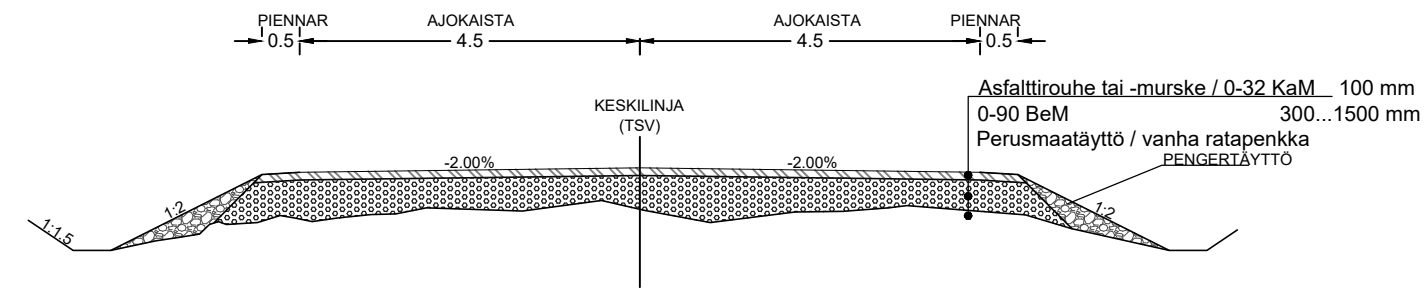 PIENNAR AJOKAISTA AJOKAISTA PIENNAR
0.5 4.5 4.5 0.5
Asfalttirouhe tai -murske / 0-32 KaM 100 mm
KESKILINJA
(TSV)
0-90 BeM 300...1500 mm
Perusmaatäyttö / vanha ratapenkka
-2.00% -2.00% PENGERTÄYTTÖ
1:2 1:2
1:1.5